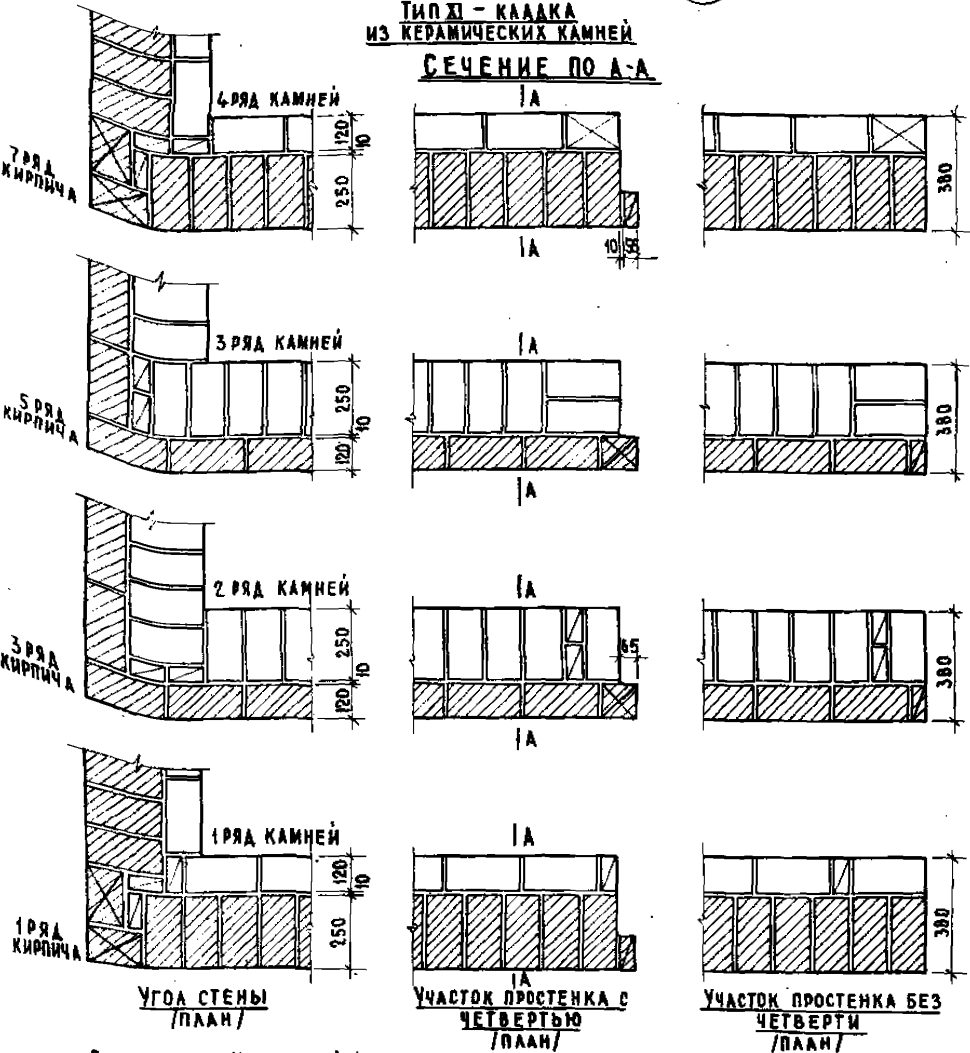 Тип XI - кладка
из керамических камней
Сечение по А-А
4 ряд камней
7 ряд
кирпича
120
10
250
А
А
10
55
380
3 ряд камней
5 ряд
кирпича
250
10
120
А
А
380
2 ряд камней
3 ряд
кирпича
250
10
120
А
65
А
380
1 ряд камней
1 ряд
кирпича
120
10
250
А
А
380
Угол стены
/план/
Участок простенка с
четвертью
/план/
Участок простенка без
четверти
/план/